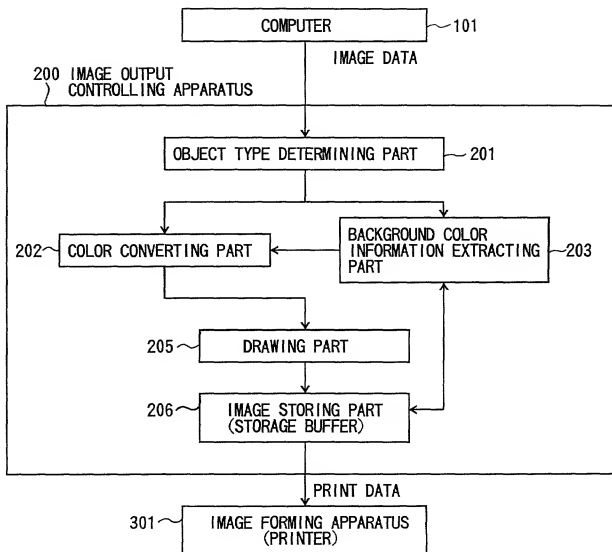 COMPUTER
101
IMAGE DATA
200 IMAGE OUTPUT
CONTROLLING APPARATUS
OBJECT TYPE DETERMINING PART
201
202
COLOR CONVERTING PART
BACKGROUND COLOR
INFORMATION EXTRACTING
PART
203
205
DRAWING PART
206
IMAGE STORING PART
(STORAGE BUFFER)
PRINT DATA
301
IMAGE FORMING APPARATUS
(PRINTER)